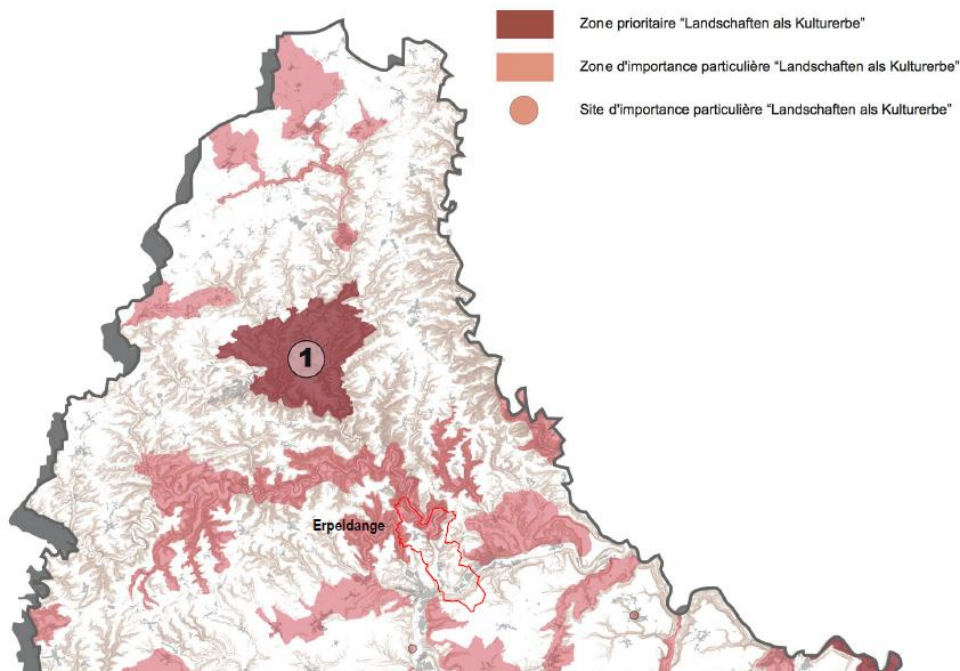 Zone prioritaire “Landschaften als Kulturerbe”
Zone d'importance particulière “Landschaften als Kulturerbe”
Site d'importance particulière “Landschaften als Kulturerbe”
1
Erpeldange